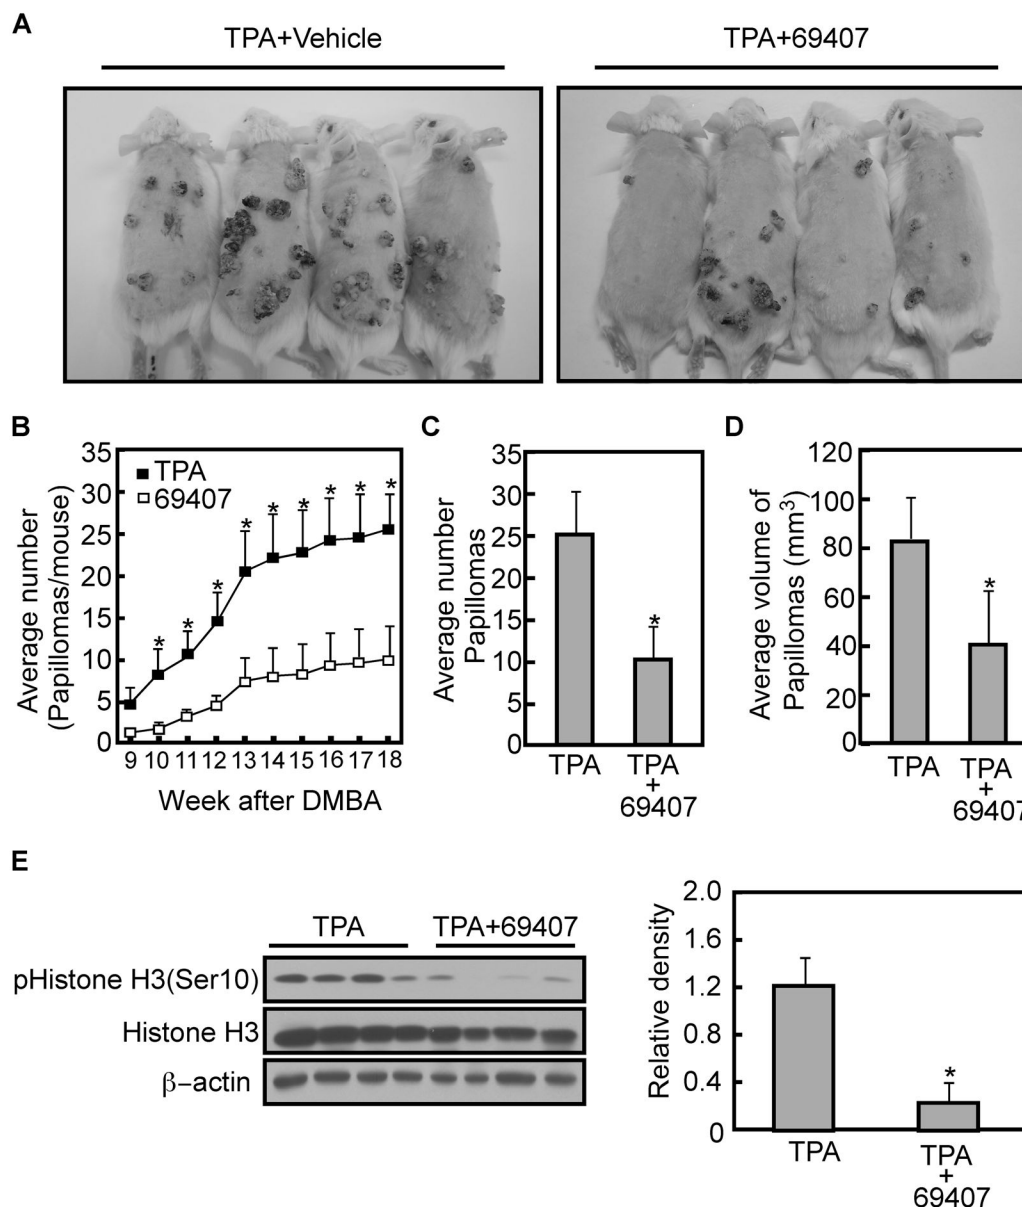 A
TPA+Vehicle
TPA+69407
B
Average number
(Papillomas/mouse)
35
30
25
20
15
10
5
0
TPA
69407
* * * * * * * * *
9 10 11 12 13 14 15 16 17 18
Week after DMBA
C
Average number
Papillomas
35
30
25
20
15
10
5
0
*
TPA
TPA
+
69407
D
Average volume of
Papillomas (mm³)
120
100
80
60
40
20
0
*
TPA
TPA
+
69407
E
TPA
TPA+69407
pHistone H3(Ser10)
Histone H3
β−actin
Relative density
2.0
1.6
1.2
0.8
0.4
0
*
TPA
TPA
+
69407